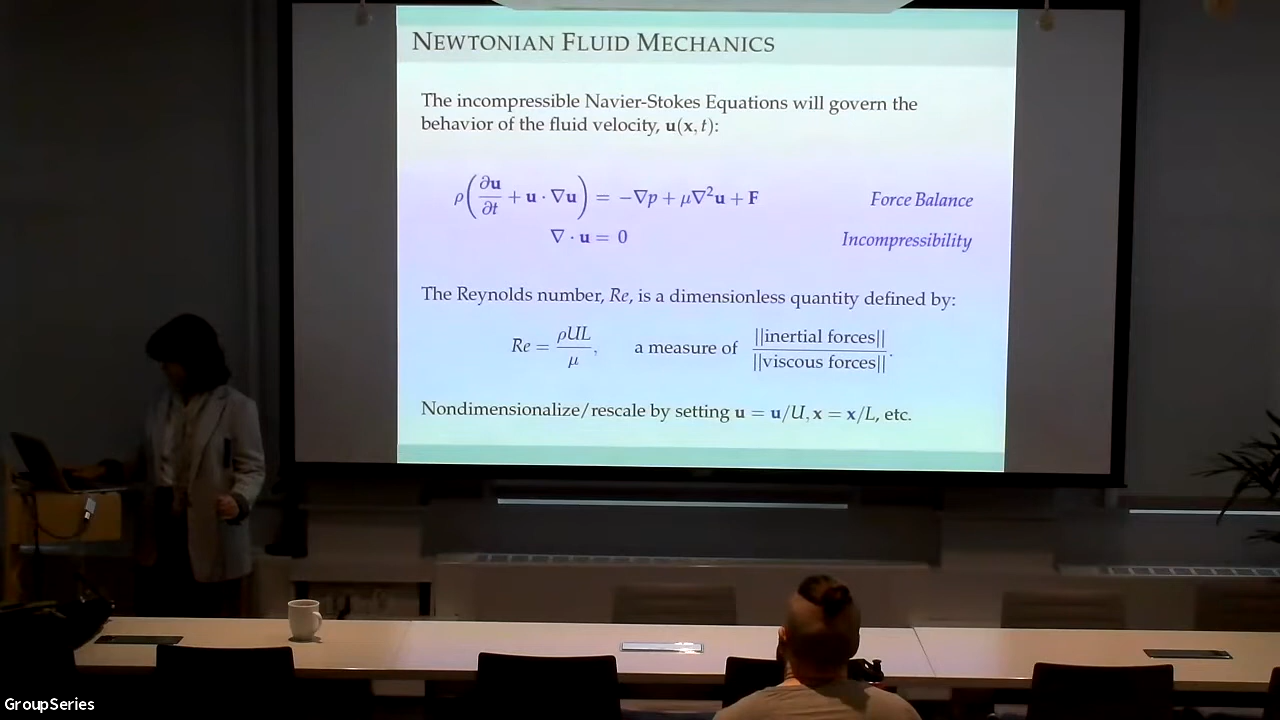 NEWTONIAN FLUID MECHANICS
The incompressible Navier-Stokes Equations will govern the
behavior of the fluid velocity, u(x, t):
ρ(∂u/∂t + u · ∇u) = −∇p + μ∇²u + F Force Balance
∇ · u = 0 Incompressibility
The Reynolds number, Re, is a dimensionless quantity defined by:
Re = ρUL/μ, a measure of ||inertial forces||/||viscous forces||.
Nondimensionalize/rescale by setting u = u/U, x = x/L, etc.
GroupSeries